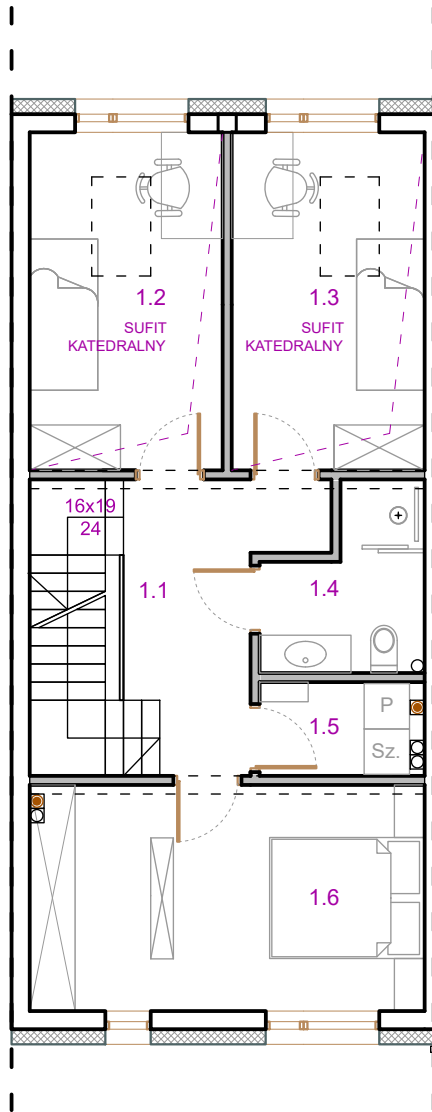 1.2
SUFIT
KATEDRALNY
1.3
SUFIT
KATEDRALNY
16x19
24
1.1
1.4
1.5
P
Sz.
1.6